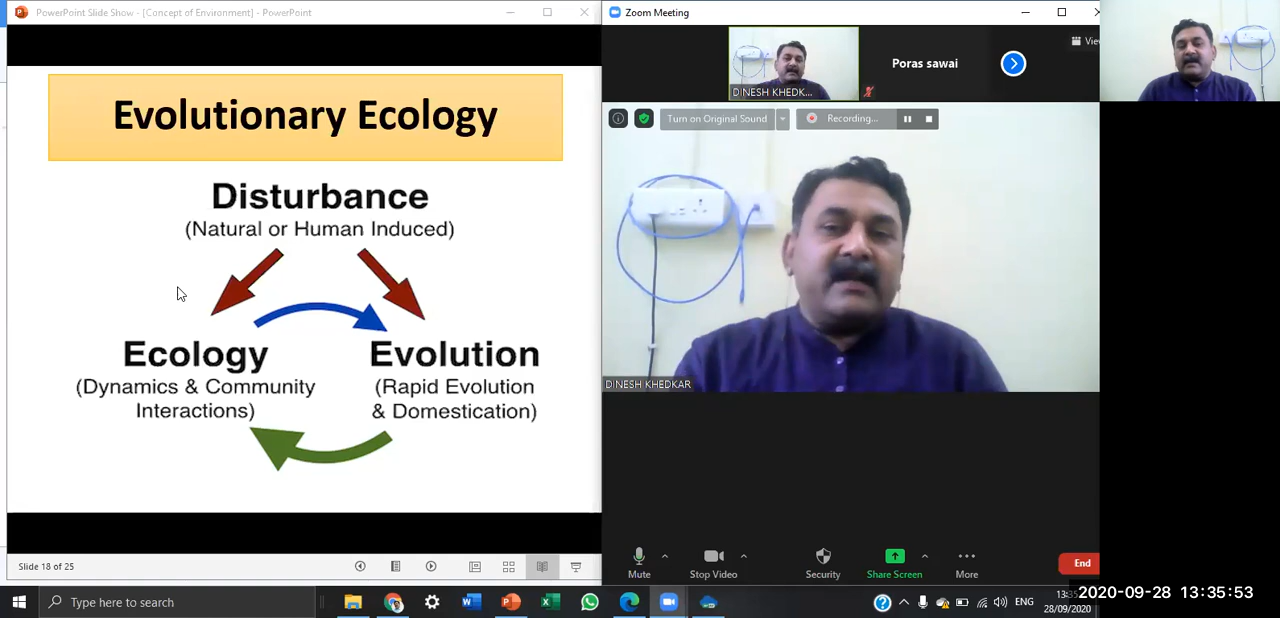 PowerPoint Slide Show - [Concept of Environment] - PowerPoint
Evolutionary Ecology
Disturbance
(Natural or Human Induced)
Ecology
(Dynamics & Community
Interactions)
Evolution
(Rapid Evolution
& Domestication)
Slide 18 of 25
Zoom Meeting
DINESH KHEDK...
Poras sawai
Turn on Original Sound
Recording...
DINESH KHEDKAR
Mute
Stop Video
Security
Share Screen
More
End
Type here to search
ENG
28/09/2020
2020-09-28 13:35:53